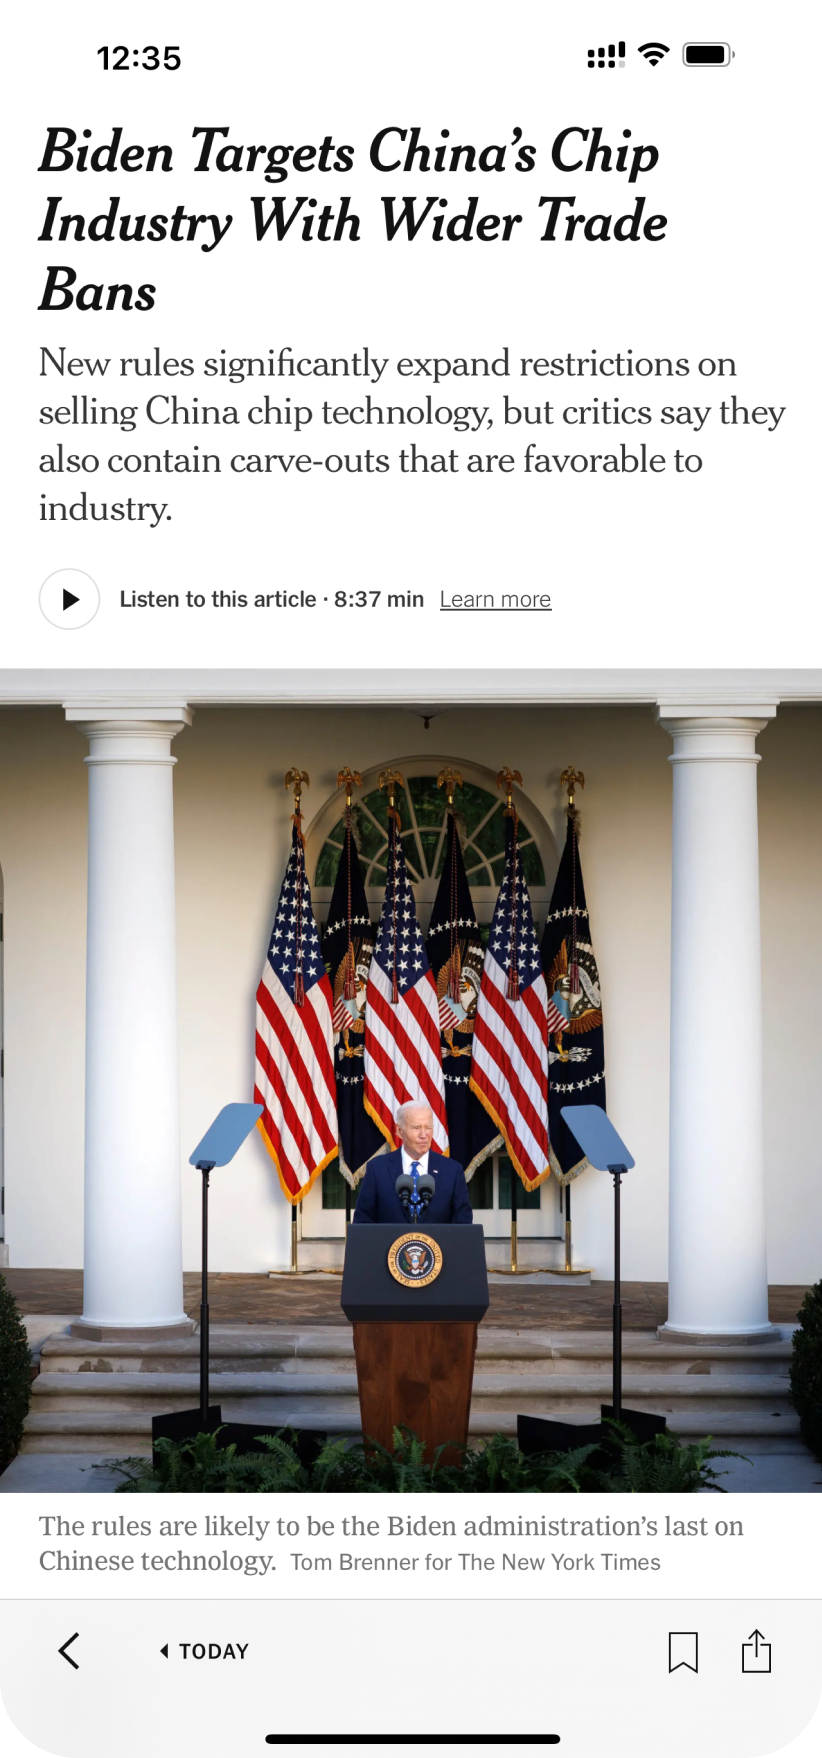 12:35
Biden Targets China’s Chip
Industry With Wider Trade
Bans
New rules significantly expand restrictions on
selling China chip technology, but critics say they
also contain carve-outs that are favorable to
industry.
Listen to this article · 8:37 min Learn more
The rules are likely to be the Biden administration’s last on
Chinese technology. Tom Brenner for The New York Times
TODAY